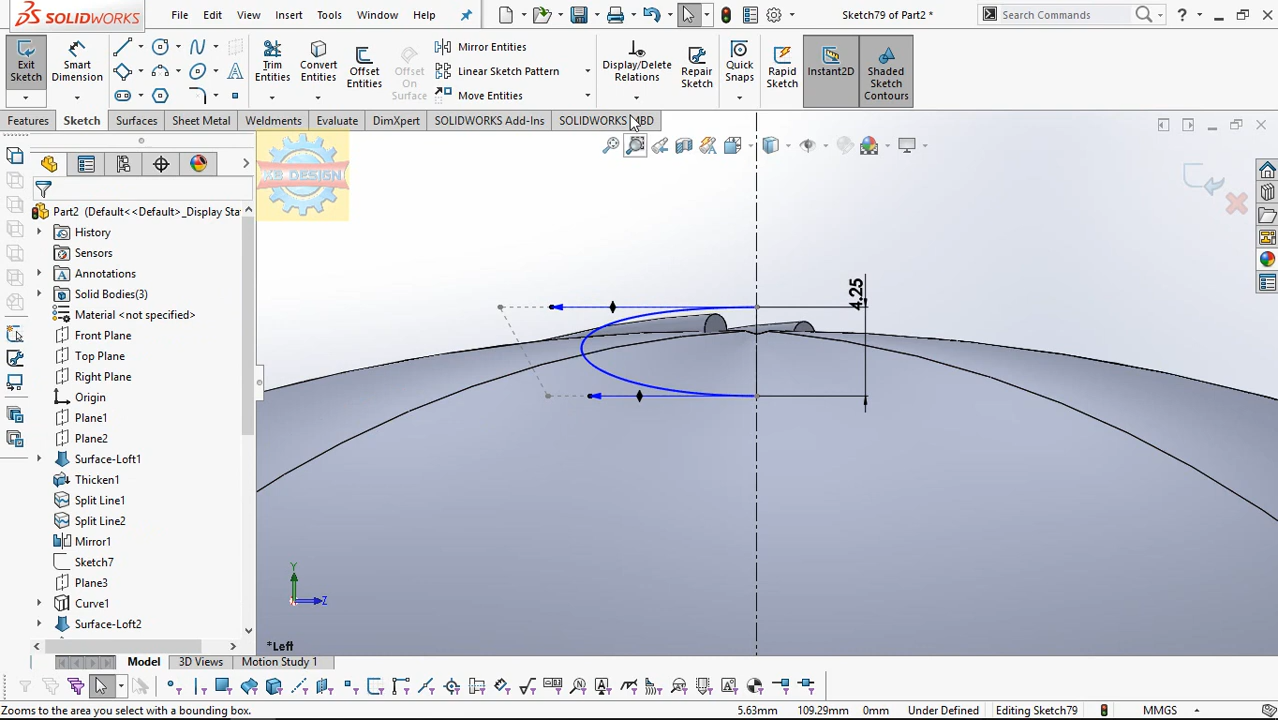 SOLIDWORKS File Edit View Insert Tools Window Help Sketch79 of Part2 * Search Commands ?
Exit Sketch
Smart Dimension
Trim Entities
Convert Entities
Offset Entities
Offset On Surface
Mirror Entities
Linear Sketch Pattern
Move Entities
Display/Delete Relations
Repair Sketch
Quick Snaps
Rapid Sketch
Instant2D
Shaded Sketch Contours
Features Sketch Surfaces Sheet Metal Weldments Evaluate DimXpert SOLIDWORKS Add-Ins SOLIDWORKS MBD
Part2 (Default<<Default>_Display Sta
History
Sensors
Annotations
Solid Bodies(3)
Material <not specified>
Front Plane
Top Plane
Right Plane
Origin
Plane1
Plane2
Surface-Loft1
Thicken1
Split Line1
Split Line2
Mirror1
Sketch7
Plane3
Curve1
Surface-Loft2
4.25
Y
Z
*Left
Model 3D Views Motion Study 1
Zooms to the area you select with a bounding box. 5.63mm 109.29mm 0mm Under Defined Editing Sketch79 MMGS